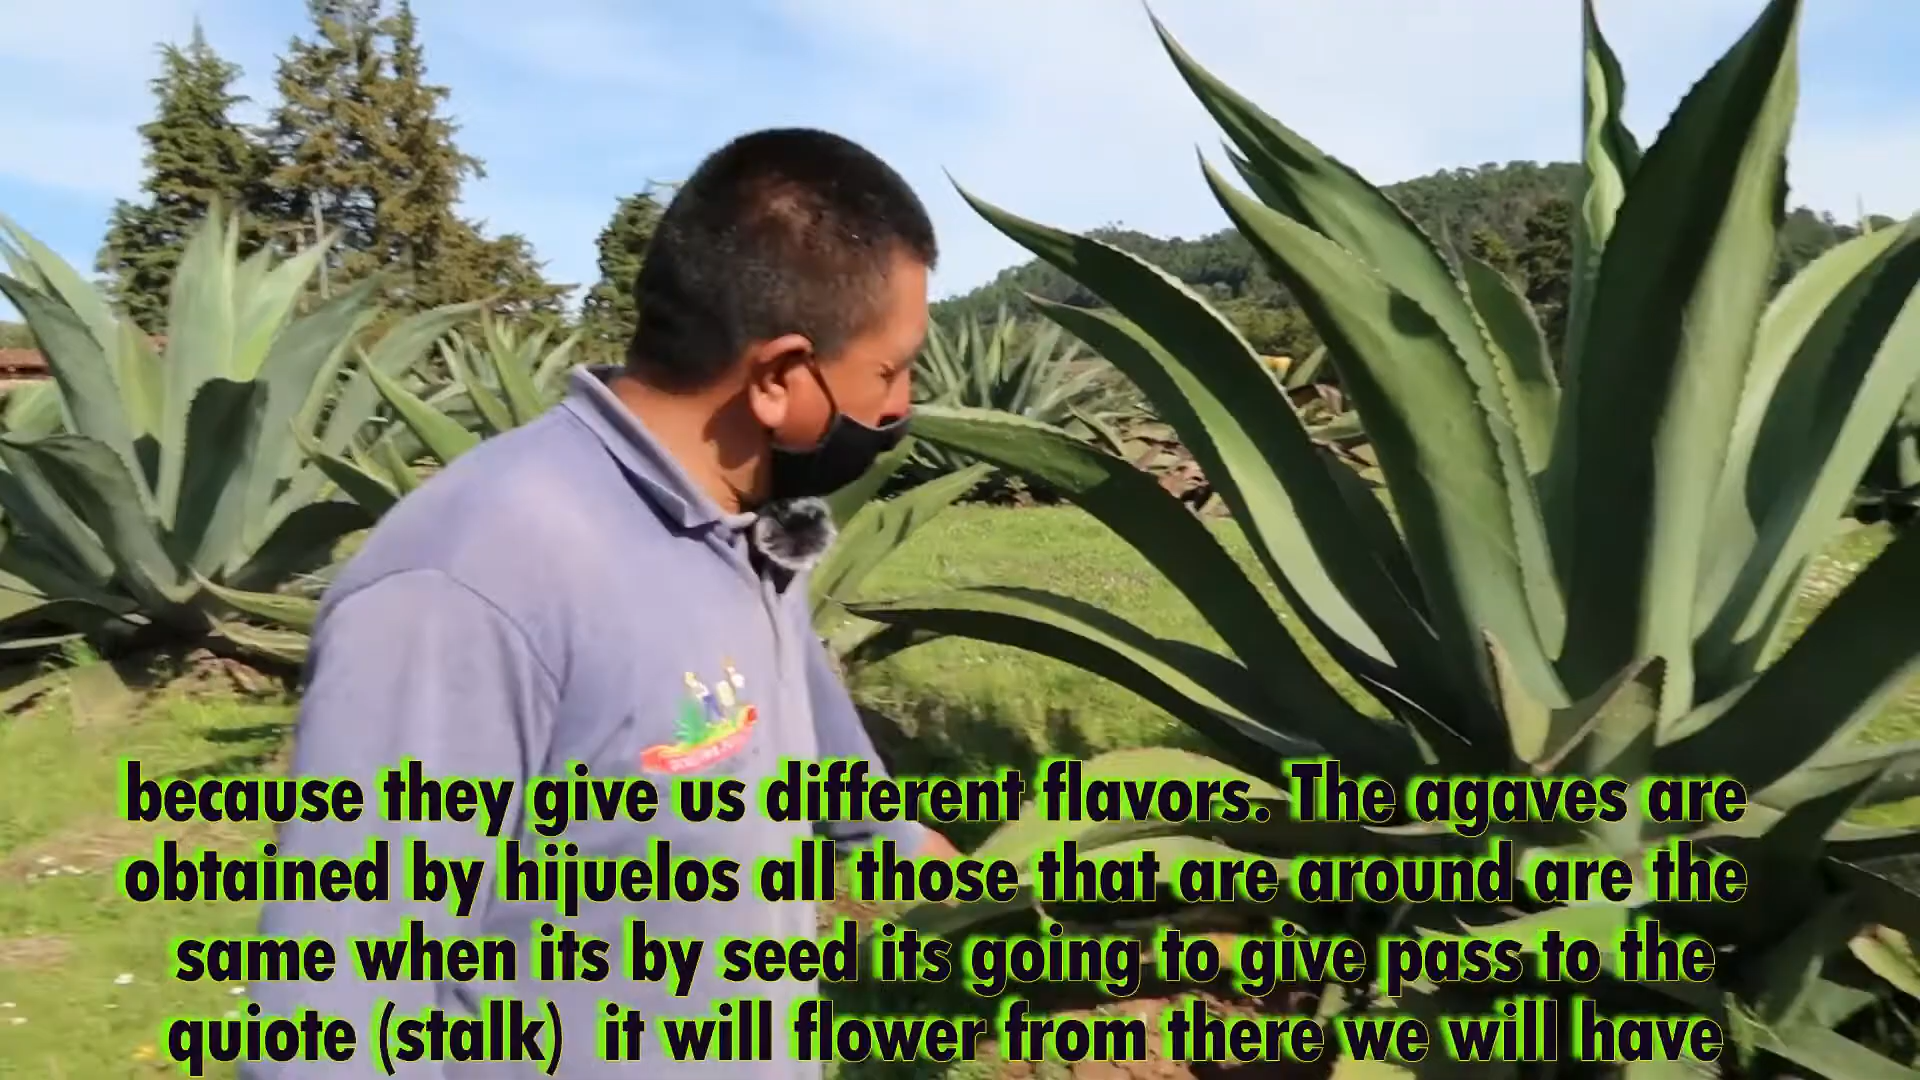 because they give us different flavors. The agaves are
obtained by hijuelos all those that are around are the
same when its by seed its going to give pass to the
quiote (stalk) it will flower from there we will have